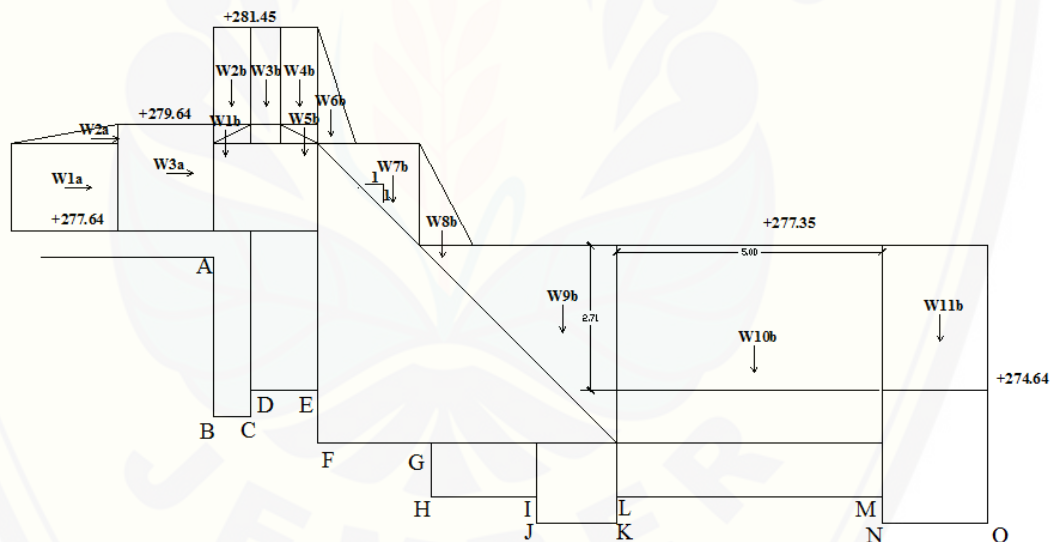 +281.45
W2b
W3b
W4b
W6b
+279.64
W2a
W1b
W5b
W3a
W7b
1
1
W1a
+277.64
W8b
+277.35
5.00
A
W9b
2.71
W11b
W10b
+274.64
D
E
B
C
F
G
H
I
L
M
J
K
N
O
JEMBER